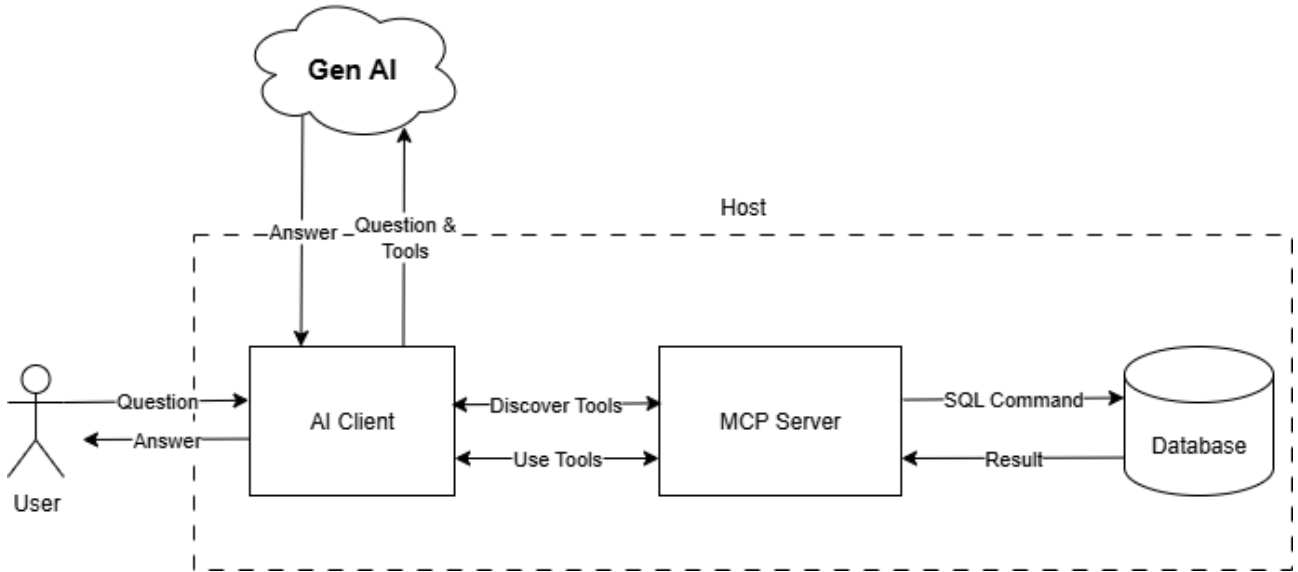 Gen AI
Host
Answer
Question &
Tools
Question
Answer
User
AI Client
Discover Tools
Use Tools
MCP Server
SQL Command
Result
Database